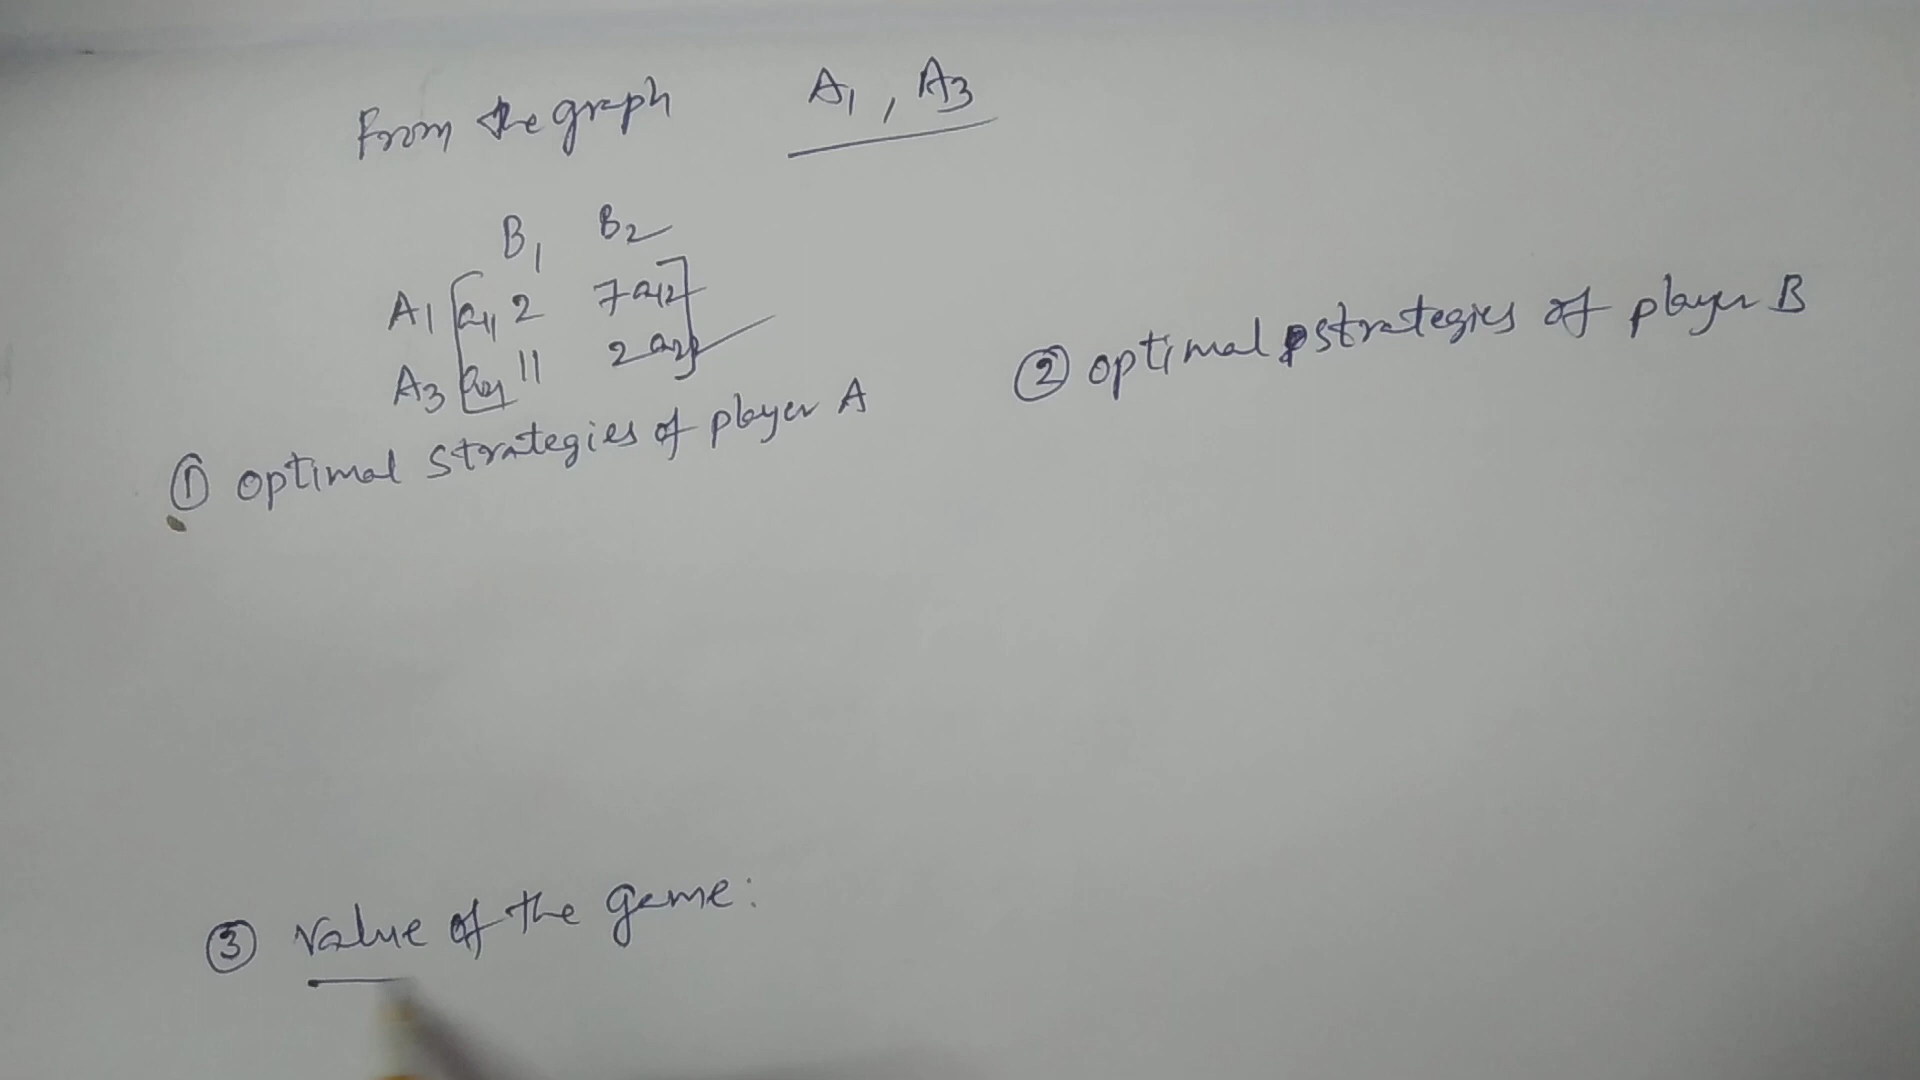 From the graph A1, A3
B1 B2
A1 a11 2 7 a12
A3 a21 11 2 a22
① optimal strategies of player A
② optimal strategies of player B
③ Value of the game: